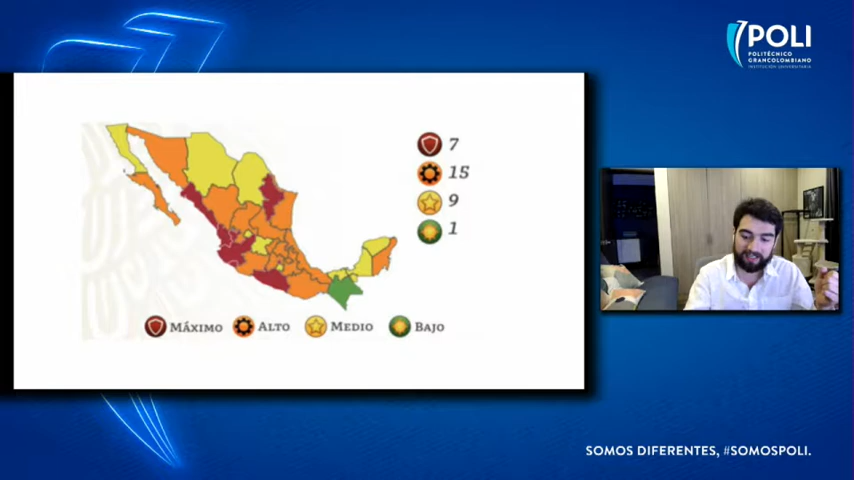 POLI
POLITÉCNICO
GRANCOLOMBIANO
INSTITUCIÓN UNIVERSITARIA
7
15
9
1
MÁXIMO ALTO MEDIO BAJO
SOMOS DIFERENTES, #SOMOSPOLI.